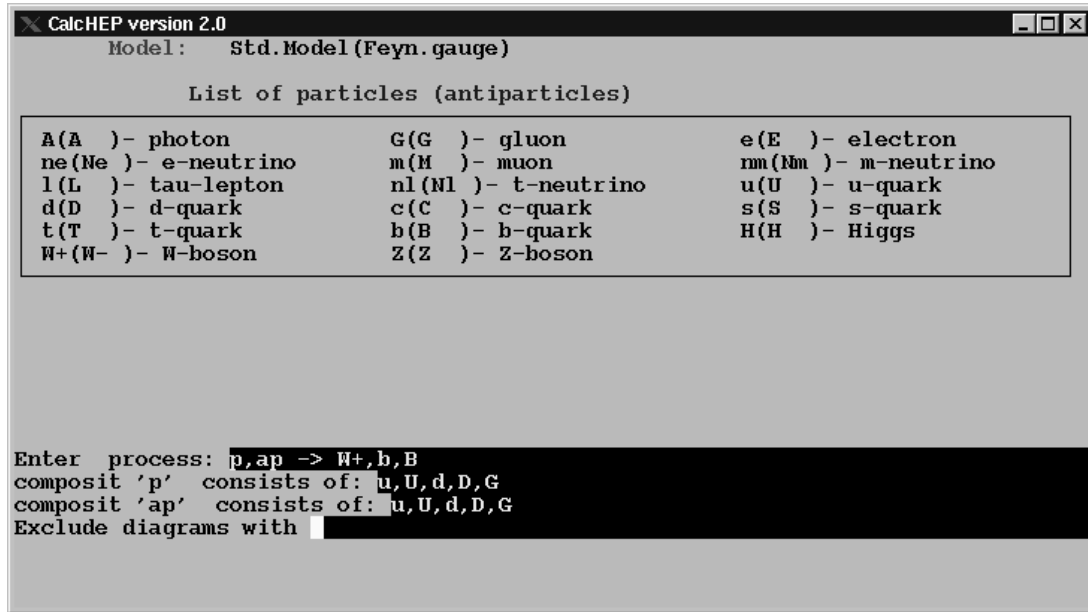 CalcHEP version 2.0
Model: Std.Model(Feyn.gauge)
List of particles (antiparticles)
A(A )- photon G(G )- gluon e(E )- electron
ne(Ne )- e-neutrino m(M )- muon nm(Nm )- m-neutrino
l(L )- tau-lepton nl(Nl )- t-neutrino u(U )- u-quark
d(D )- d-quark c(C )- c-quark s(S )- s-quark
t(T )- t-quark b(B )- b-quark H(H )- Higgs
W+(W- )- W-boson Z(Z )- Z-boson
Enter process: p,ap -> W+,b,B
composit 'p' consists of: u,U,d,D,G
composit 'ap' consists of: u,U,d,D,G
Exclude diagrams with